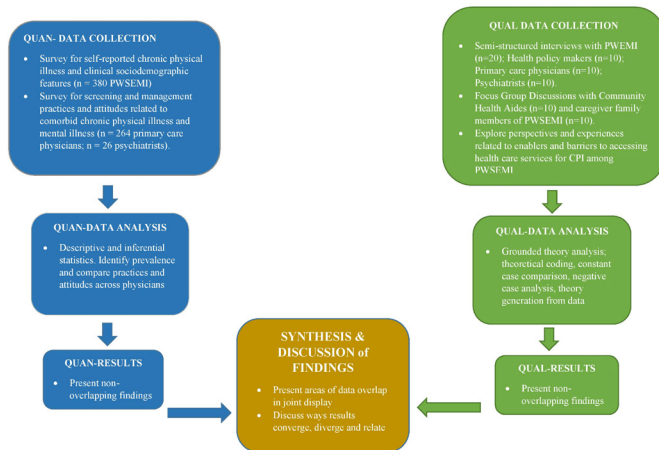 QUAN- DATA COLLECTION
• Survey for self-reported chronic physical
illness and clinical sociodemographic
features (n = 380 PWSEMI)
• Survey for screening and management
practices and attitudes related to
comorbid chronic physical illness and
mental illness (n = 264 primary care
physicians; n = 26 psychiatrists).
QUAN-DATA ANALYSIS
• Descriptive and inferential
statistics. Identify prevalence
and compare practices and
attitudes across physicians
QUAN-RESULTS
• Present non-
overlapping findings
QUAL DATA COLLECTION
• Semi-structured interviews with PWEMI
(n=20); Health policy makers (n=10);
Primary care physicians (n=10);
Psychiatrists (n=10).
• Focus Group Discussions with Community
Health Aides (n=10) and caregiver family
members of PWSEMI (n=10).
• Explore perspectives and experiences
related to enablers and barriers to accessing
health care services for CPI among
PWSEMI
QUAL-DATA ANALYSIS
• Grounded theory analysis;
theoretical coding, constant
case comparison, negative
case analysis, theory
generation from data
QUAL-RESULTS
• Present non-
overlapping findings
SYNTHESIS &
DISCUSSION of
FINDINGS
• Present areas of data overlap
in joint display
• Discuss ways results
converge, diverge and relate